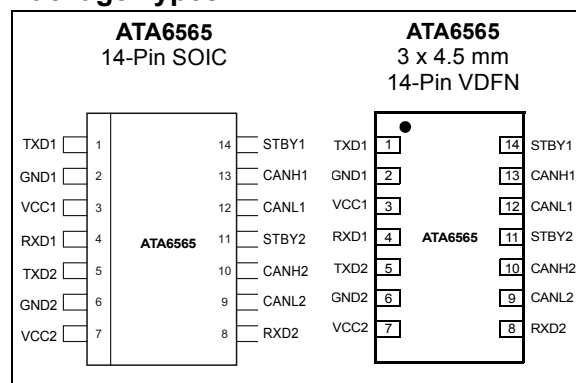 ATA6565
14-Pin SOIC
TXD1 1 14 STBY1
GND1 2 13 CANH1
VCC1 3 12 CANL1
RXD1 4 ATA6565 11 STBY2
TXD2 5 10 CANH2
GND2 6 9 CANL2
VCC2 7 8 RXD2
ATA6565
3 x 4.5 mm
14-Pin VDFN
TXD1 1 14 STBY1
GND1 2 13 CANH1
VCC1 3 12 CANL1
RXD1 4 ATA6565 11 STBY2
TXD2 5 10 CANH2
GND2 6 9 CANL2
VCC2 7 8 RXD2